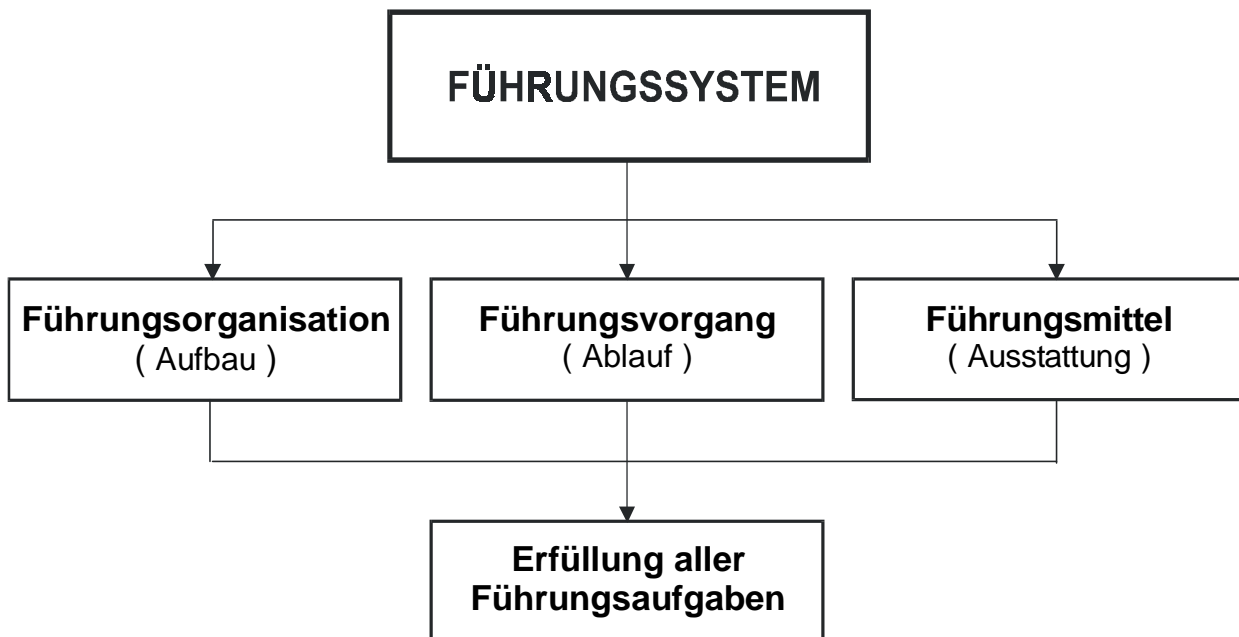 FÜHRUNGSSYSTEM
Führungsorganisation
( Aufbau )
Führungsvorgang
( Ablauf )
Führungsmittel
( Ausstattung )
Erfüllung aller
Führungsaufgaben